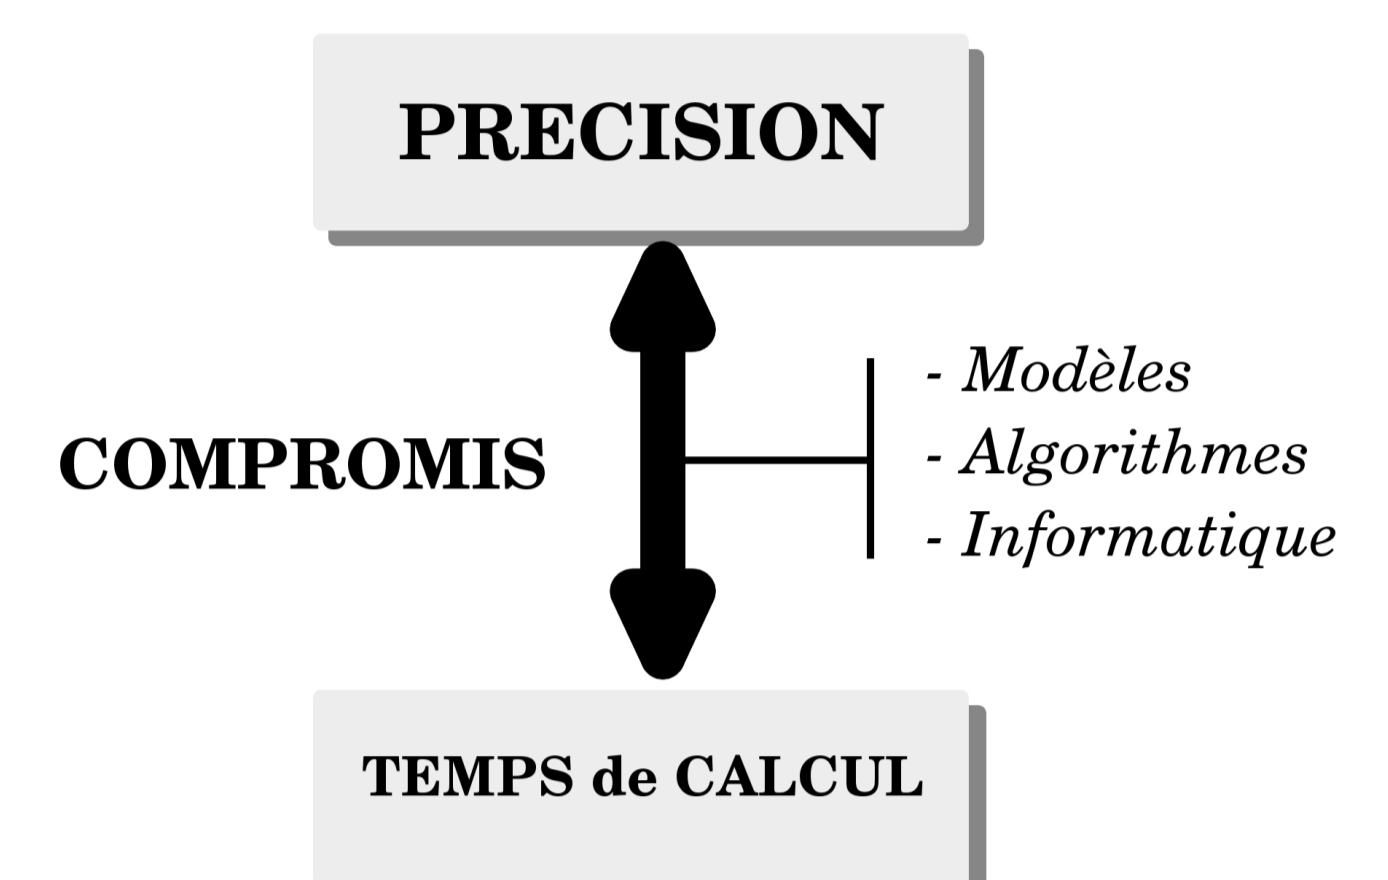 PRECISION
COMPROMIS
- Modèles
- Algorithmes
- Informatique
TEMPS de CALCUL